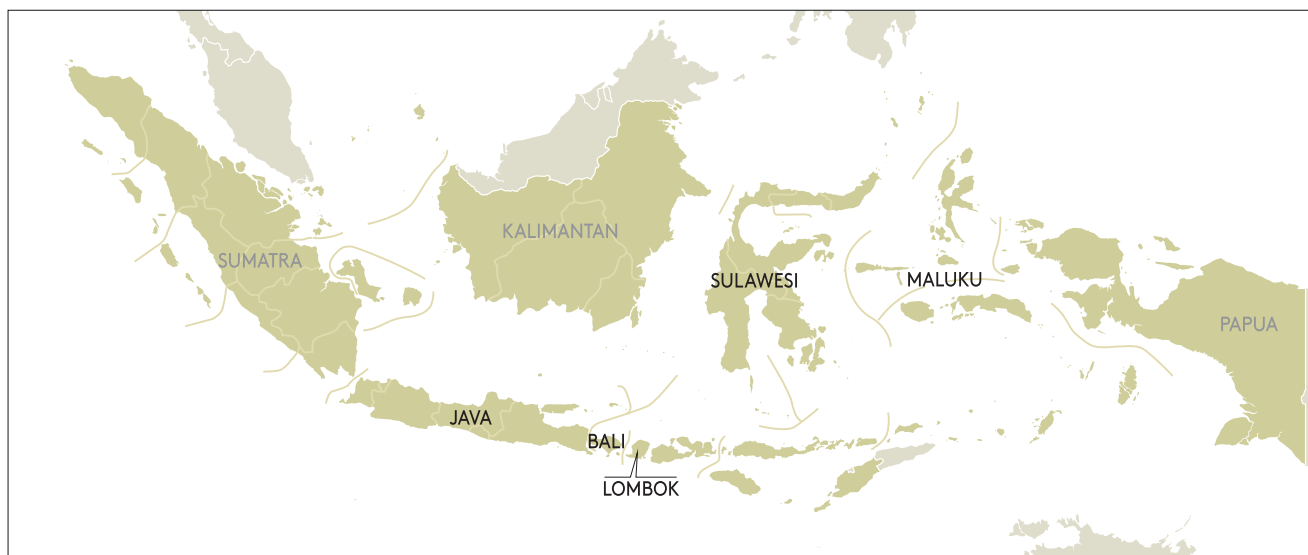 KALIMANTAN
SUMATRA
SULAWESI
MALUKU
PAPUA
JAVA
BALI
LOMBOK